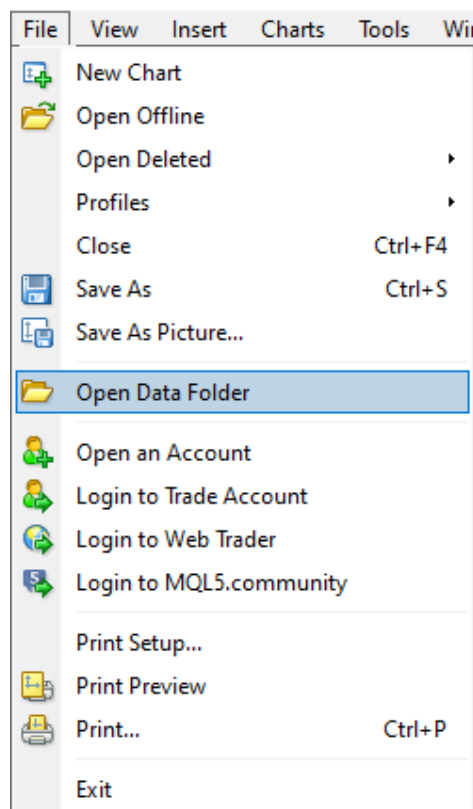 File View Insert Charts Tools
New Chart
Open Offline
Open Deleted
Profiles
Close Ctrl+F4
Save As Ctrl+S
Save As Picture...
Open Data Folder
Open an Account
Login to Trade Account
Login to Web Trader
Login to MQL5.community
Print Setup...
Print Preview
Print... Ctrl+P
Exit